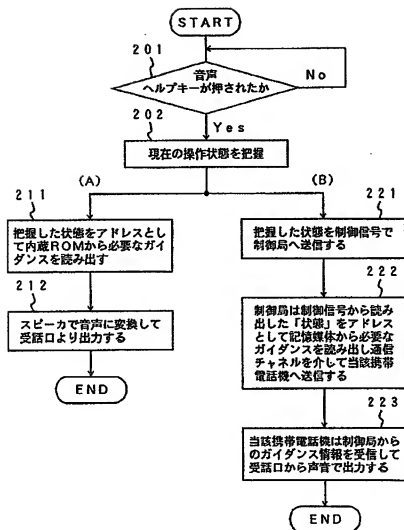 START
201
音声
ヘルプキーが押されたか
No
202
Yes
現在の操作状態を把握
(A)
(B)
211
把握した状態をアドレスとし
て内蔵ROMから必要なガイ
ダンスを読み出す
212
スピーカで音声に変換して
受話口より出力する
END
221
把握した状態を制御信号で
制御局へ送信する
222
制御局は制御信号から読み
出した「状態」をアドレス
として記憶媒体から必要な
ガイダンスを読み出し通信
チャネルを介して当該携帯
電話機へ送信する
223
当該携帯電話機は制御局から
のガイダンス情報を受信して
受話口から声音で出力する
END